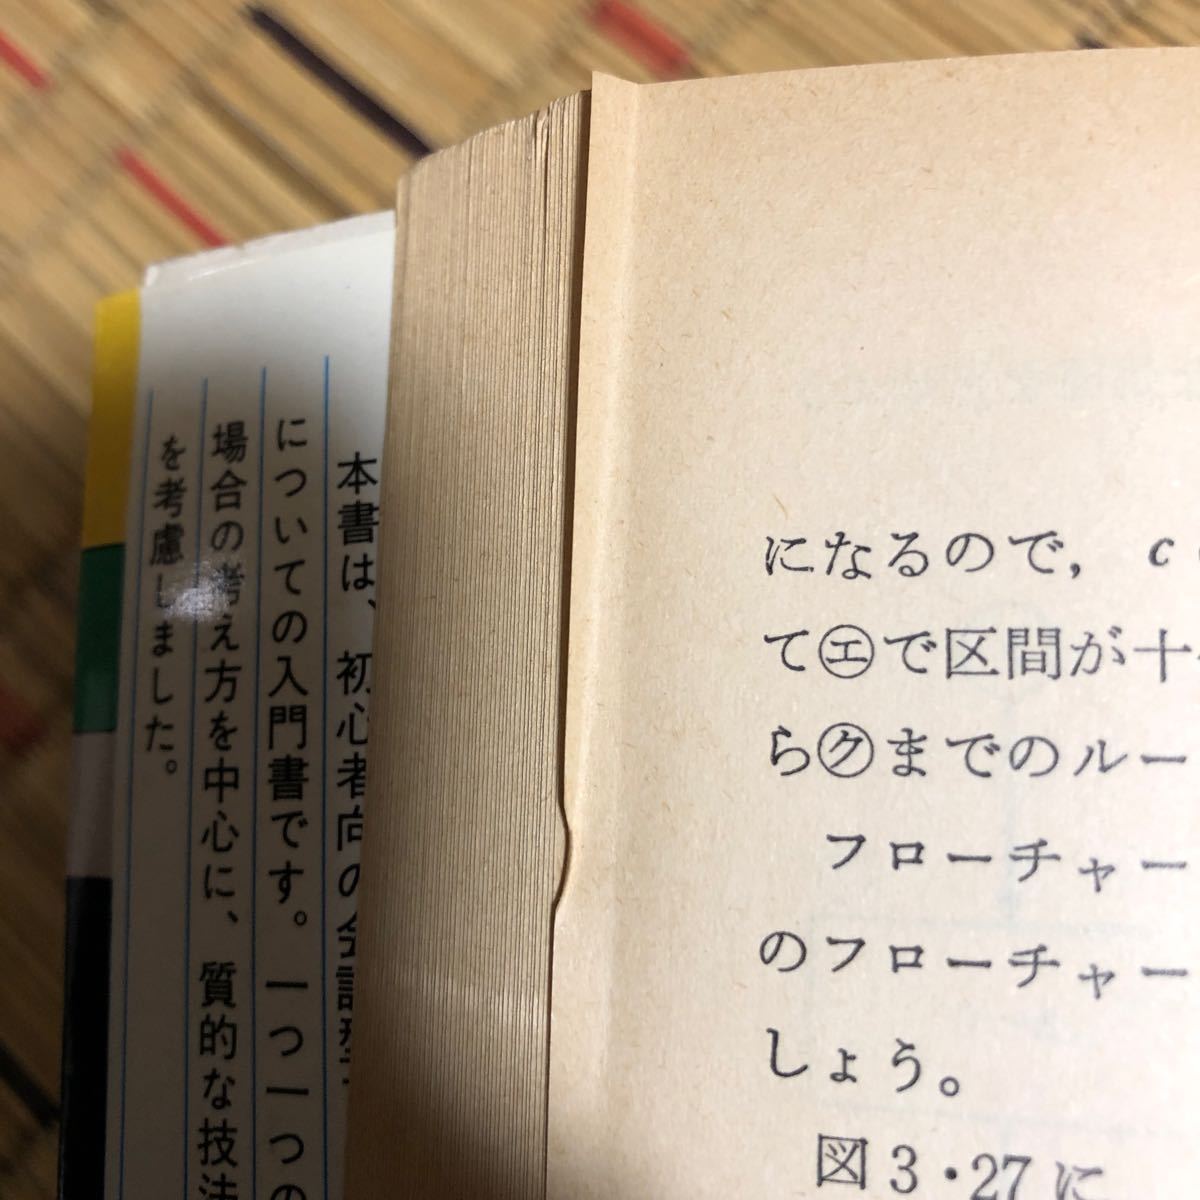 本書は、初心者向の会話型
についての入門書です。一つ一つの
場合の考え方を中心に、質的な技法
を考慮しました。
になるので, c
て㋓で区間が十
ら㋗までのルー
フローチャー
のフローチャー
しょう。
図3・27に